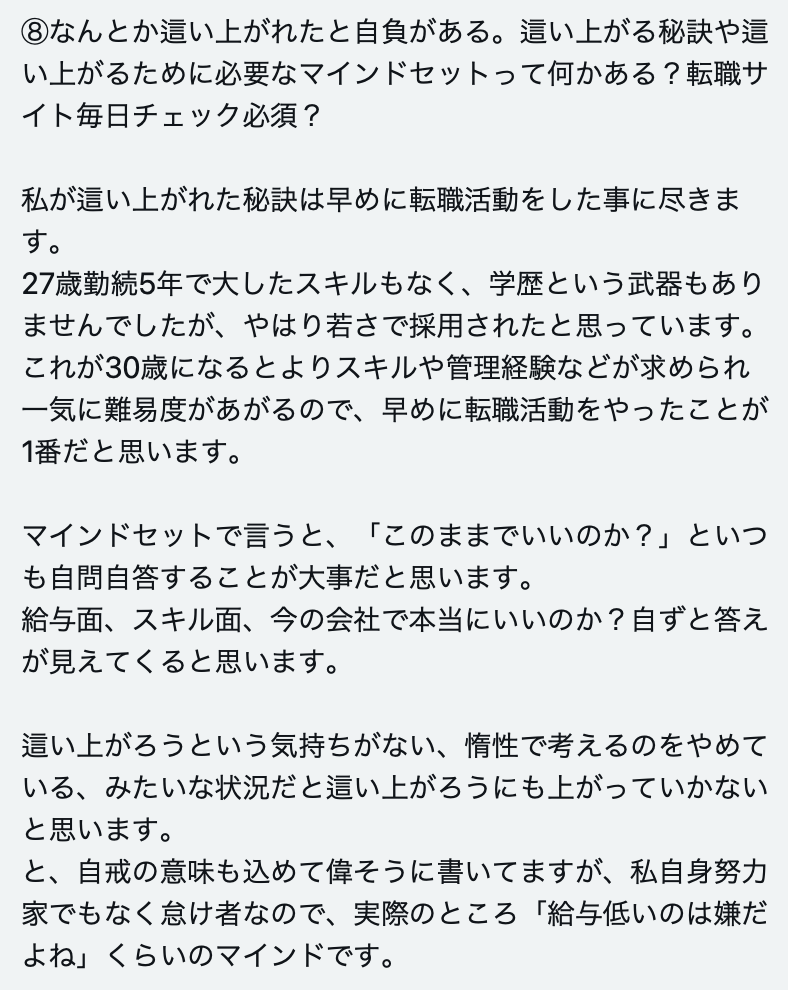 ⑧なんとか這い上がれたと自負がある。這い上がる秘訣や這
い上がるために必要なマインドセットって何かある？転職サ
イト毎日チェック必須？
私が這い上がれた秘訣は早めに転職活動をした事に尽きま
す。
27歳勤続5年で大したスキルもなく、学歴という武器もあり
ませんでしたが、やはり若さで採用されたと思っています。
これが30歳になるとよりスキルや管理経験などが求められ
一気に難易度があがるので、早めに転職活動をやったことが
1番だと思います。
マインドセットで言うと、「このままでいいのか？」といつ
も自問自答することが大事だと思います。
給与面、スキル面、今の会社で本当にいいのか？自ずと答え
が見えてくると思います。
這い上がろうという気持ちがない、惰性で考えるのをやめて
いる、みたいな状況だと這い上がろうにも上がっていかない
と思います。
と、自戒の意味も込めて偉そうに書いてますが、私自身努力
家でもなく怠け者なので、実際のところ「給与低いのは嫌だ
よね」くらいのマインドです。